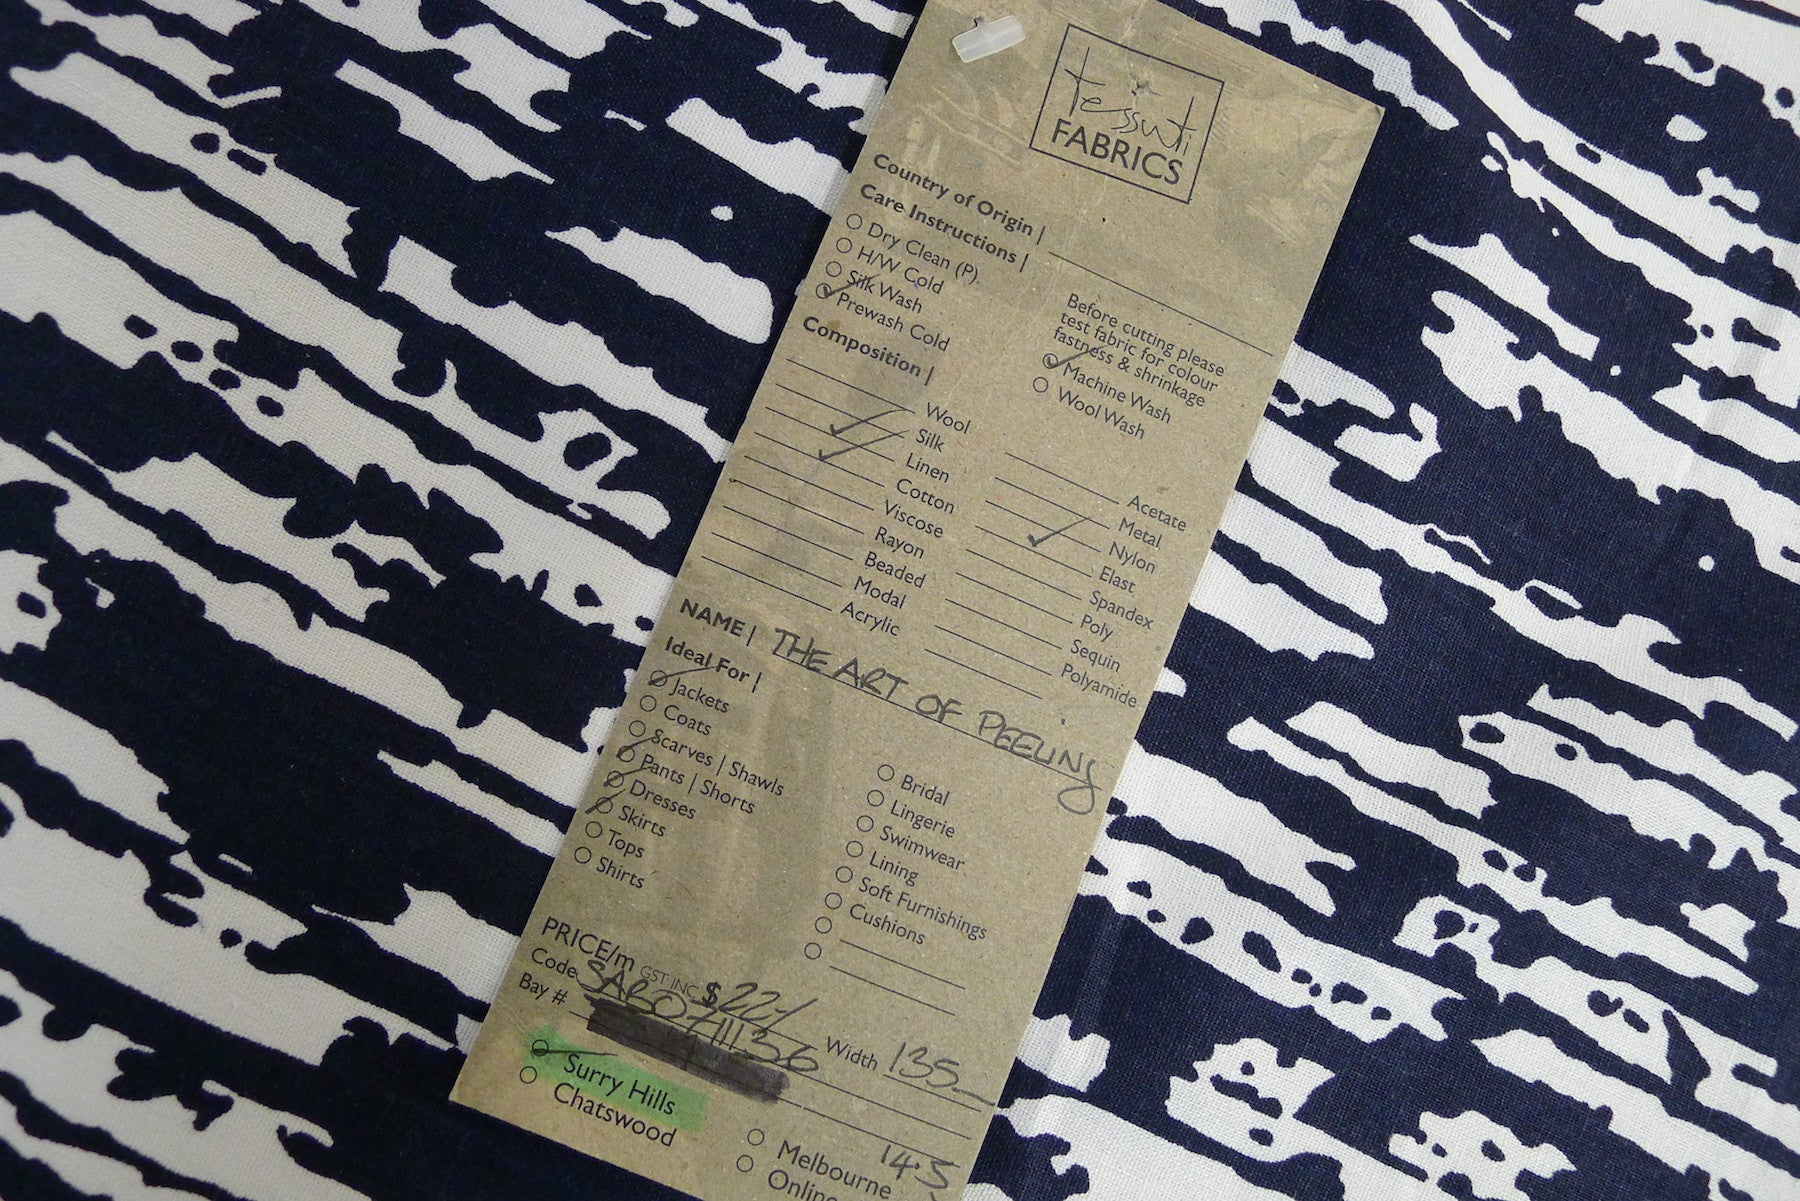 tessuti
FABRICS
Country of Origin |
Care Instructions |
Dry Clean (P)
H/W Cold
Silk Wash
Prewash Cold
Before cutting please
test fabric for colour
fastness & shrinkage
Machine Wash
Wool Wash
Composition |
Wool
Silk
Linen
Cotton
Viscose
Rayon
Beaded
Modal
Acrylic
Acetate
Metal
Nylon
Elast
Spandex
Poly
Sequin
Polyamide
NAME | THE ART OF PEELING
Ideal For |
Jackets
Coats
Scarves | Shawls
Pants | Shorts
Dresses
Skirts
Tops
Shirts
Bridal
Lingerie
Swimwear
Lining
Soft Furnishings
Cushions
PRICE/m GST INC $22/
Code
Bay #
Width 135
Surry Hills
Chatswood
14.5
Melbourne
Online